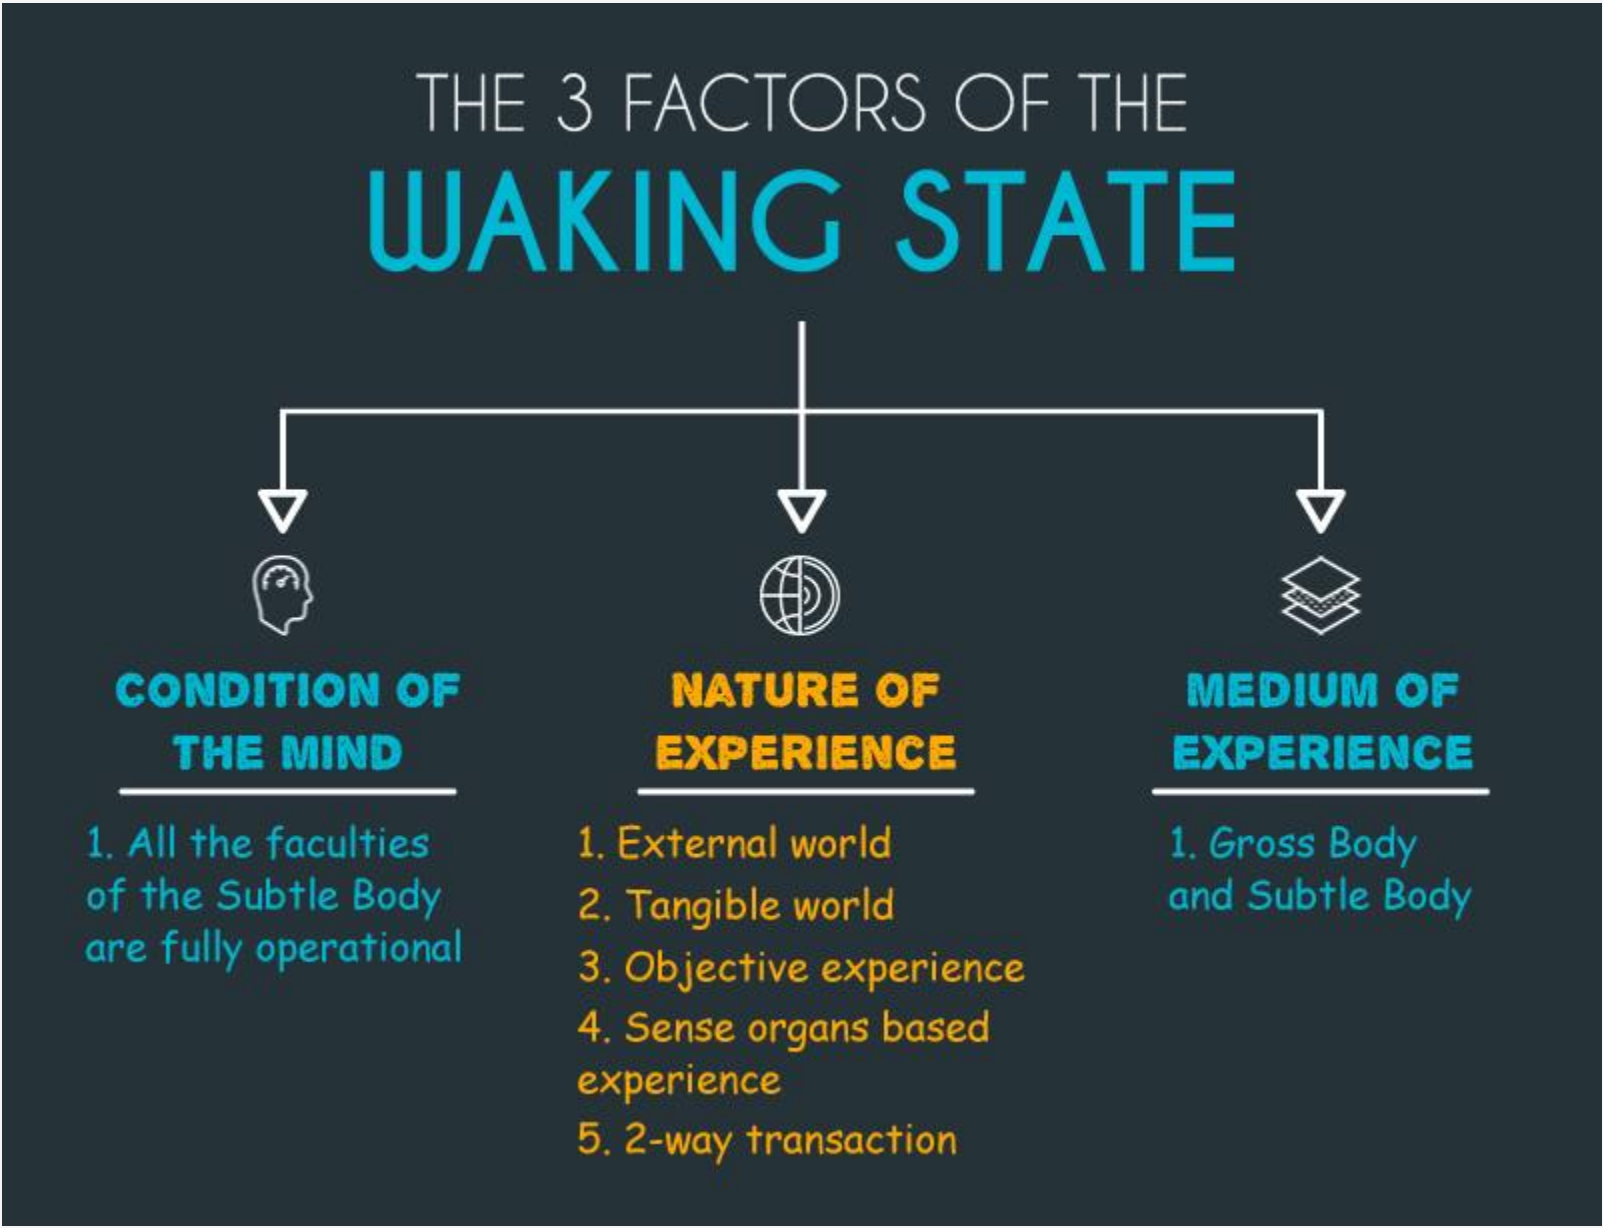 THE 3 FACTORS OF THE
WAKING STATE
CONDITION OF
THE MIND
1. All the faculties
of the Subtle Body
are fully operational
NATURE OF
EXPERIENCE
1. External world
2. Tangible world
3. Objective experience
4. Sense organs based
experience
5. 2-way transaction
MEDIUM OF
EXPERIENCE
1. Gross Body
and Subtle Body